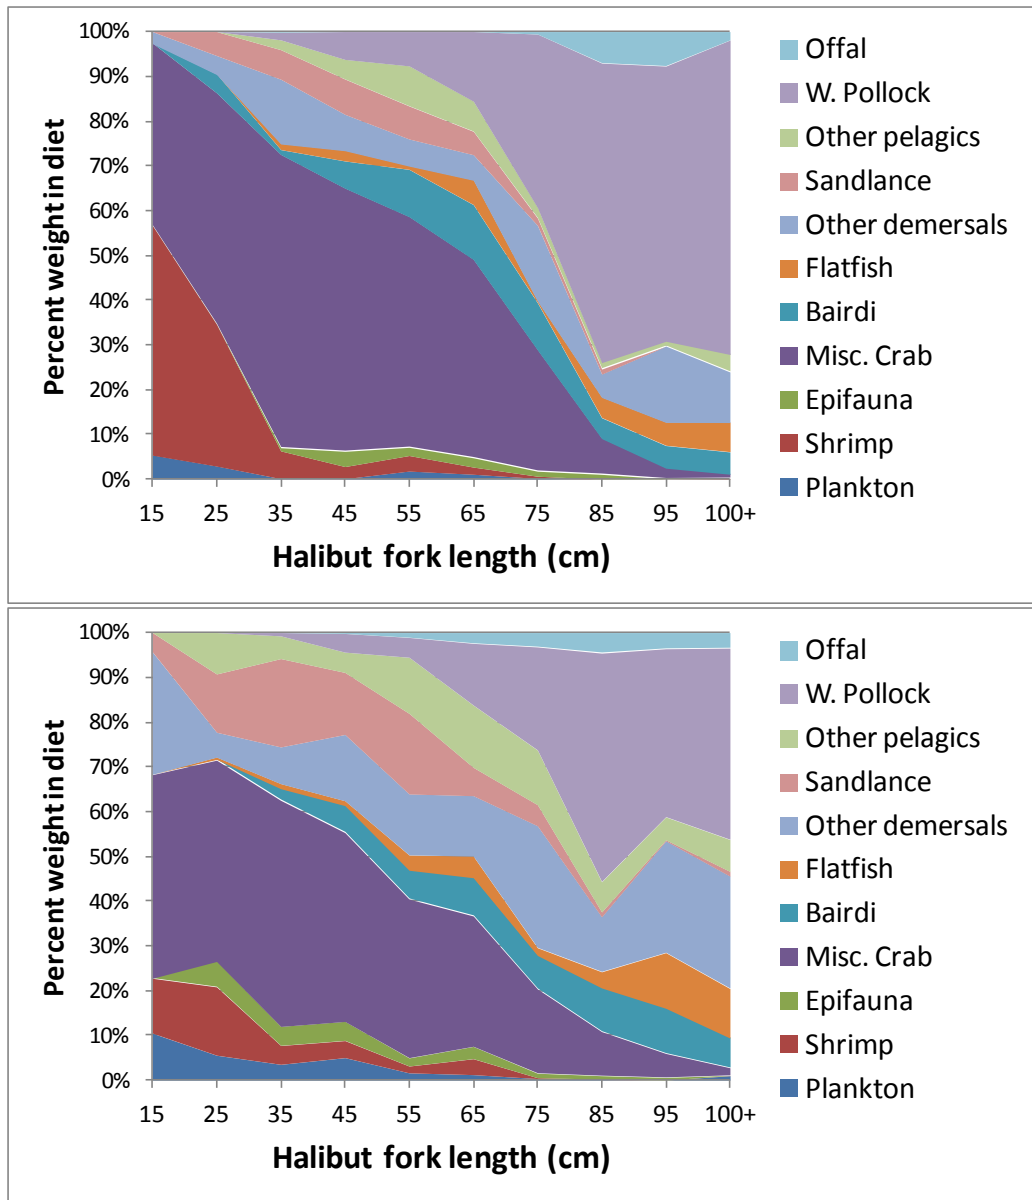 100%
90%
80%
70%
60%
50%
40%
30%
20%
10%
0%
Percent weight in diet
15 25 35 45 55 65 75 85 95 100+
Halibut fork length (cm)
Offal
W. Pollock
Other pelagics
Sandlance
Other demersals
Flatfish
Bairdi
Misc. Crab
Epifauna
Shrimp
Plankton
100%
90%
80%
70%
60%
50%
40%
30%
20%
10%
0%
Percent weight in diet
15 25 35 45 55 65 75 85 95 100+
Halibut fork length (cm)
Offal
W. Pollock
Other pelagics
Sandlance
Other demersals
Flatfish
Bairdi
Misc. Crab
Epifauna
Shrimp
Plankton